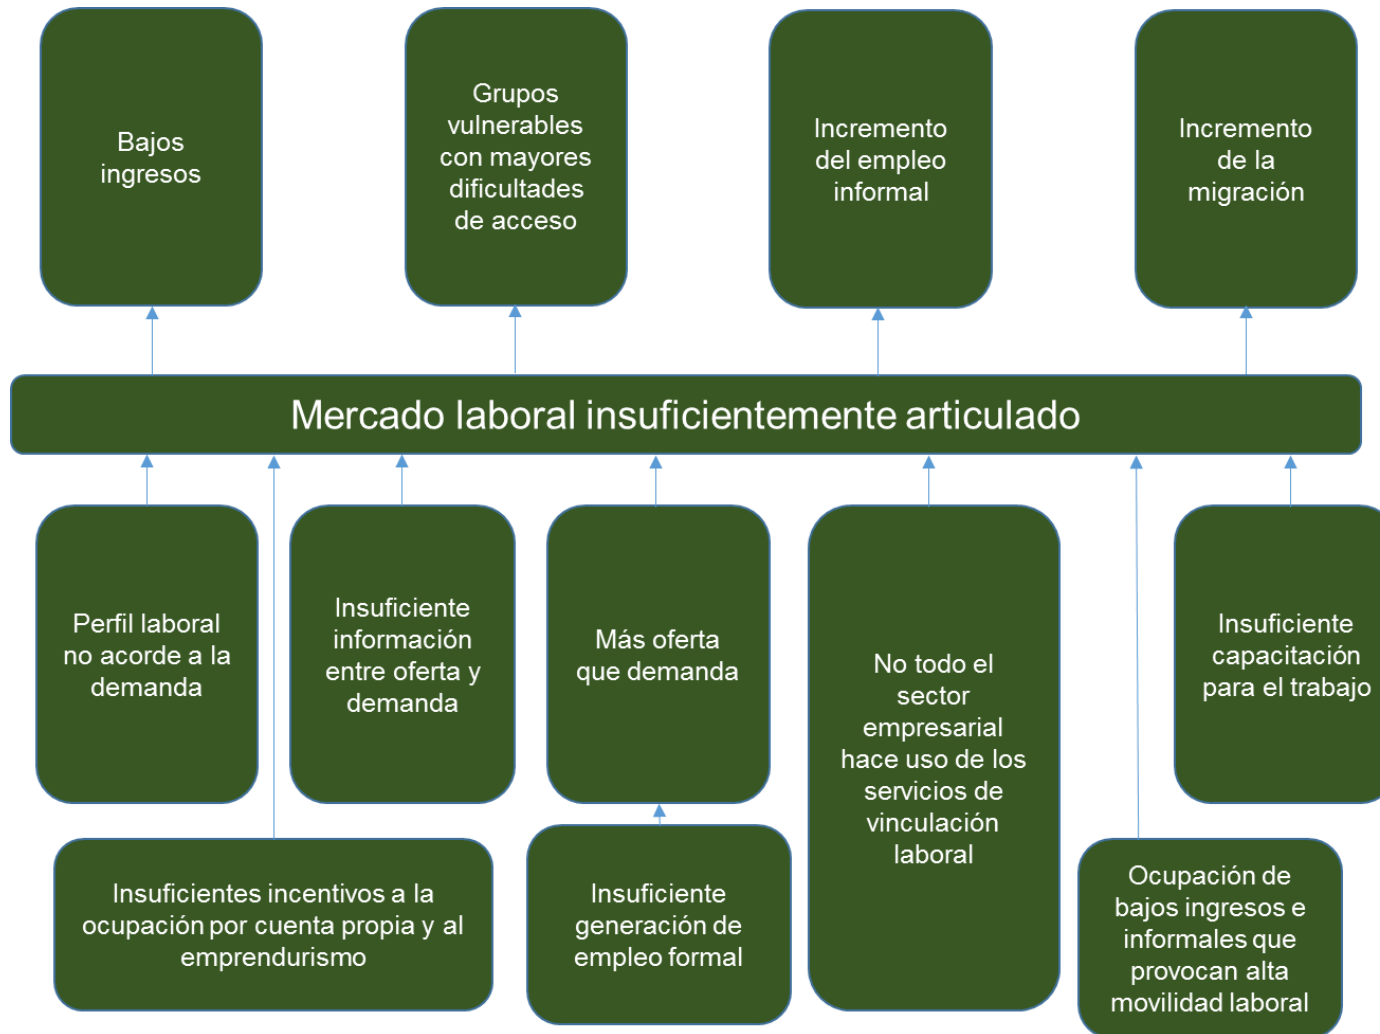 Bajos
ingresos
Grupos
vulnerables
con mayores
dificultades
de acceso
Incremento
del empleo
informal
Incremento
de la
migración
Mercado laboral insuficientemente articulado
Perfil laboral
no acorde a la
demanda
Insuficiente
información
entre oferta y
demanda
Más oferta
que demanda
No todo el
sector
empresarial
hace uso de los
servicios de
vinculación
laboral
Insuficiente
capacitación
para el trabajo
Insuficientes incentivos a la
ocupación por cuenta propia y al
emprendurismo
Insuficiente
generación de
empleo formal
Ocupación de
bajos ingresos e
informales que
provocan alta
movilidad laboral